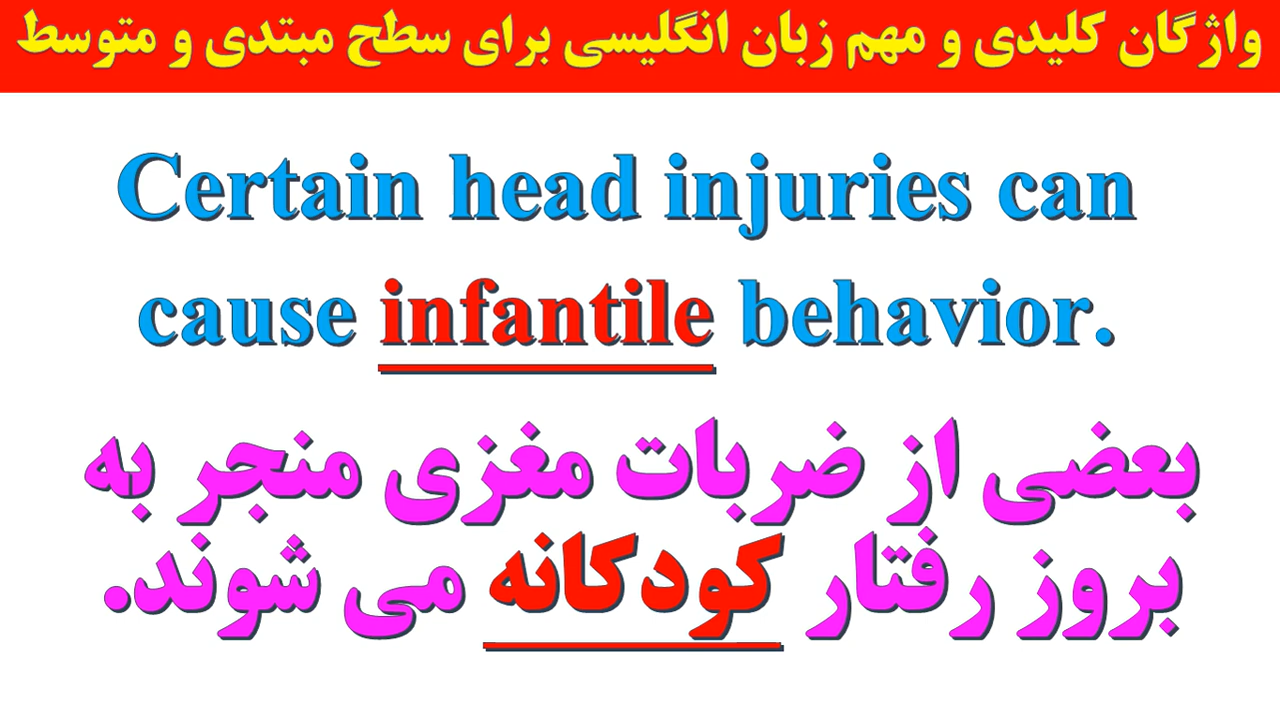 واژگان کلیدی و مهم زبان انگلیسی برای سطح مبتدی و متوسط
Certain head injuries can
cause infantile behavior.
بعضی از ضربات مغزی منجر به
بروز رفتار کودکانه می شوند.